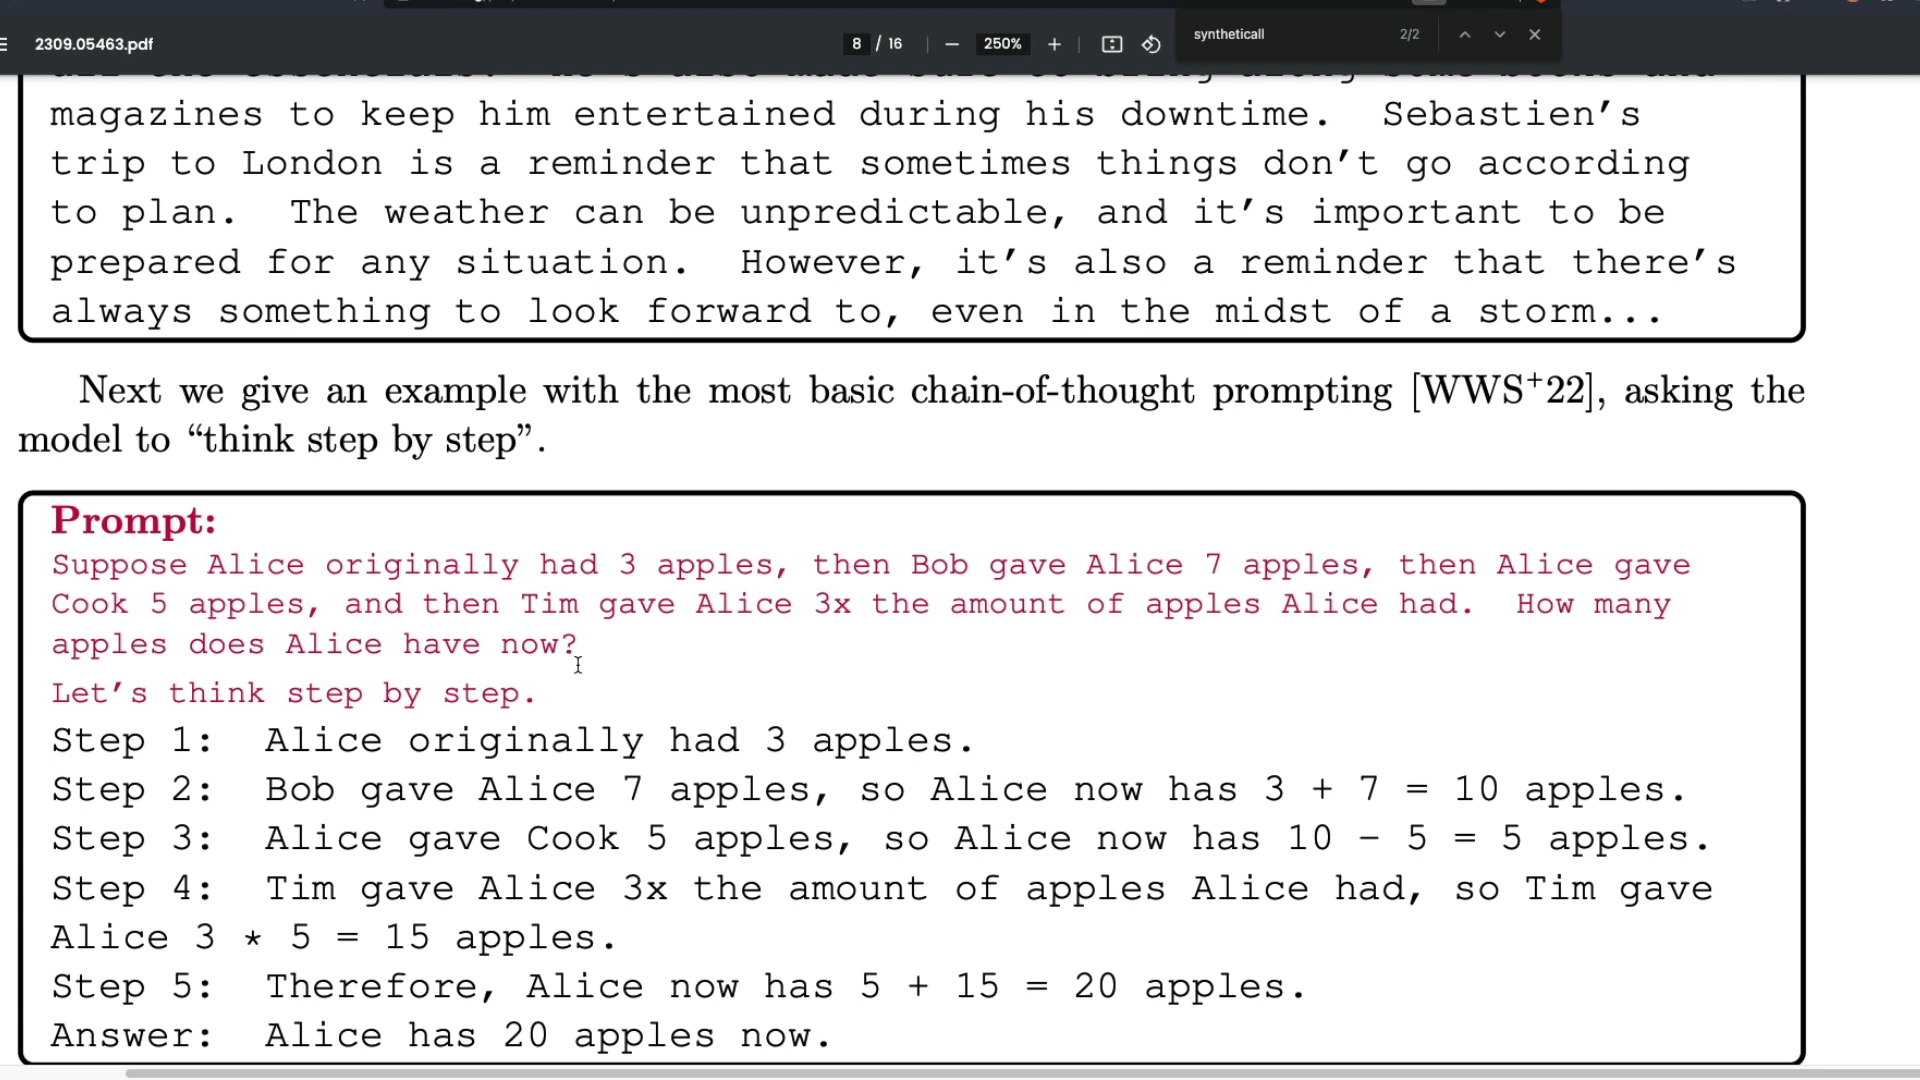 2309.05463.pdf
8 / 16
250%
syntheticall
2/2
magazines to keep him entertained during his downtime. Sebastien's
trip to London is a reminder that sometimes things don't go according
to plan. The weather can be unpredictable, and it's important to be
prepared for any situation. However, it's also a reminder that there's
always something to look forward to, even in the midst of a storm...
Next we give an example with the most basic chain-of-thought prompting [WWS+22], asking the
model to “think step by step”.
Prompt:
Suppose Alice originally had 3 apples, then Bob gave Alice 7 apples, then Alice gave
Cook 5 apples, and then Tim gave Alice 3x the amount of apples Alice had. How many
apples does Alice have now?
Let's think step by step.
Step 1: Alice originally had 3 apples.
Step 2: Bob gave Alice 7 apples, so Alice now has 3 + 7 = 10 apples.
Step 3: Alice gave Cook 5 apples, so Alice now has 10 - 5 = 5 apples.
Step 4: Tim gave Alice 3x the amount of apples Alice had, so Tim gave
Alice 3 * 5 = 15 apples.
Step 5: Therefore, Alice now has 5 + 15 = 20 apples.
Answer: Alice has 20 apples now.